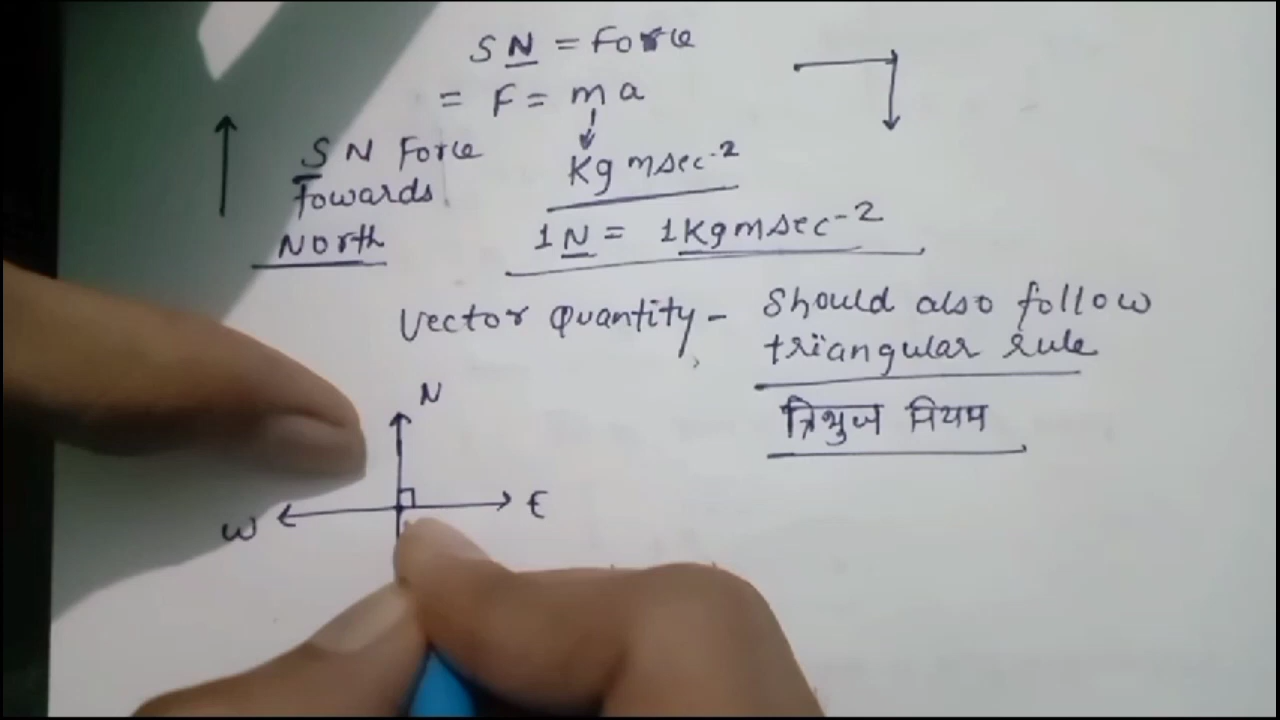 5N = Force
= F = ma
5N Force
towards
North
Kg msec⁻²
1N = 1Kgmsec⁻²
Vector Quantity - Should also follow
triangular rule
त्रिभुज नियम
N
W
E